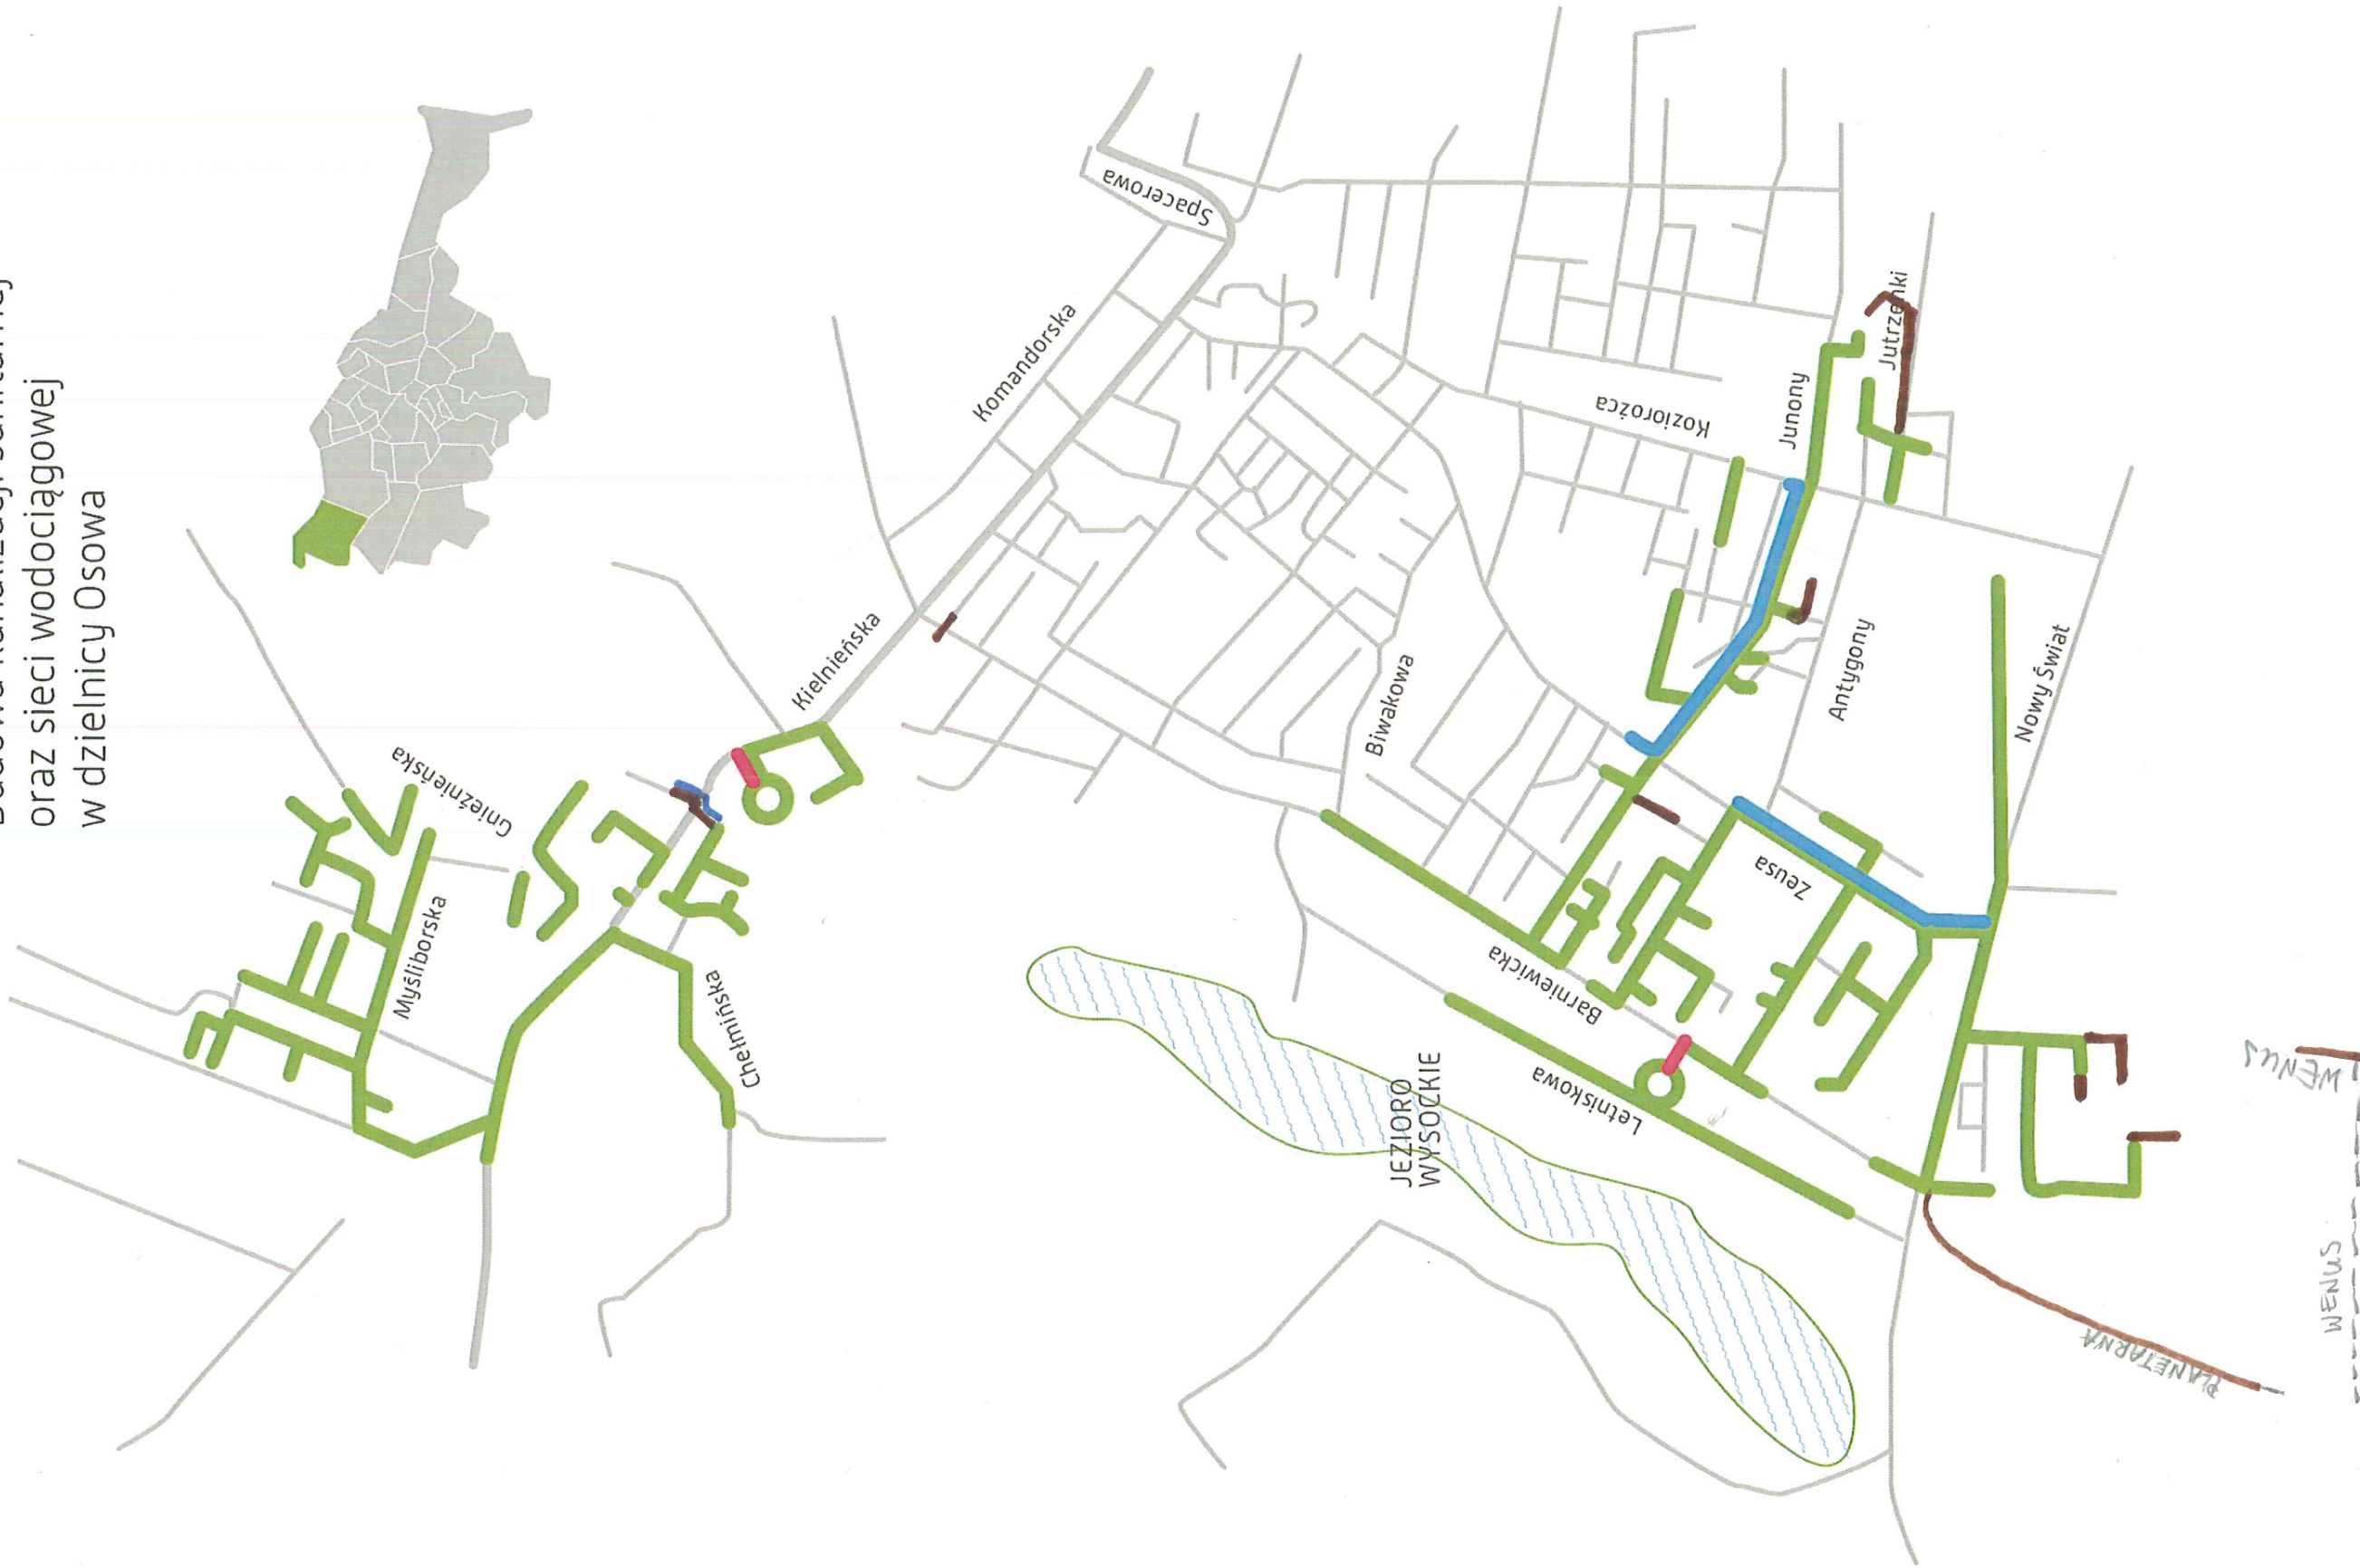 oraz sieci wodociągowej
w dzielnicy Osowa
Spacerowa
Komandorska
Kielnieńska
Gnieźnieńska
Myśliborska
Chełmińska
Koziorożca
Junony
Jutrzenki
Biwakowa
Antygony
Nowy Świat
Zeusa
Barniewicka
Letniskowa
JEZIORO
WYSOCKIE
WENUS
WENUS
PLANETARNA